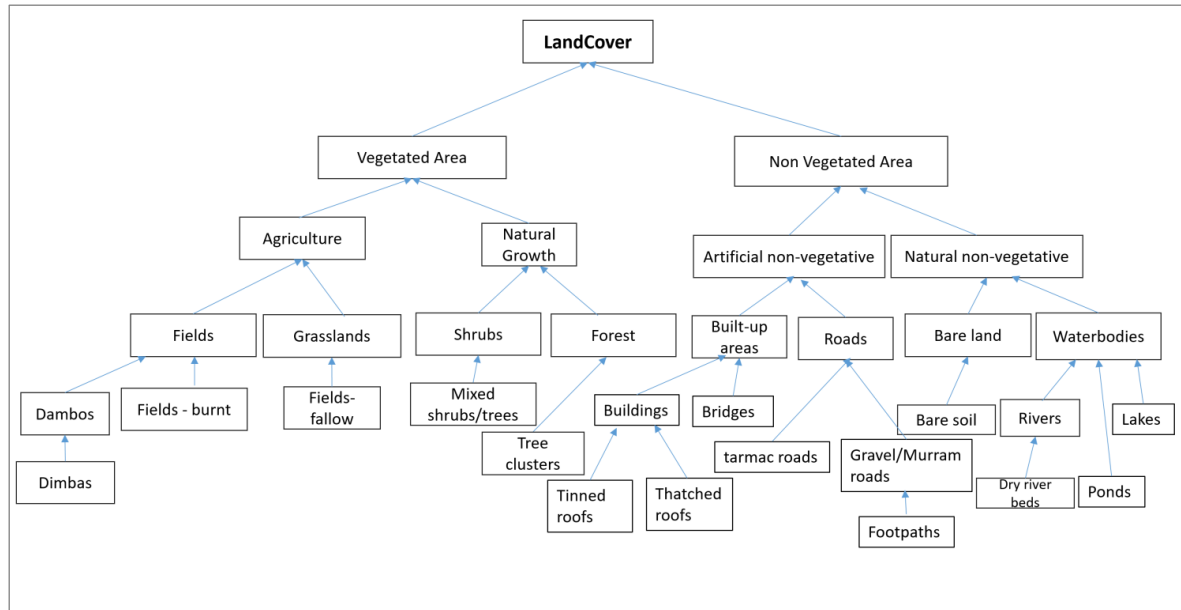 LandCover
Vegetated Area
Non Vegetated Area
Agriculture
Natural
Growth
Artificial non-vegetative
Natural non-vegetative
Fields
Grasslands
Shrubs
Forest
Built-up
areas
Roads
Bare land
Waterbodies
Dambos
Fields - burnt
Fields-
fallow
Mixed
shrubs/trees
Tree
clusters
Buildings
Bridges
tarmac roads
Gravel/Murram
roads
Bare soil
Rivers
Lakes
Dimbas
Tinned
roofs
Thatched
roofs
Footpaths
Dry river
beds
Ponds